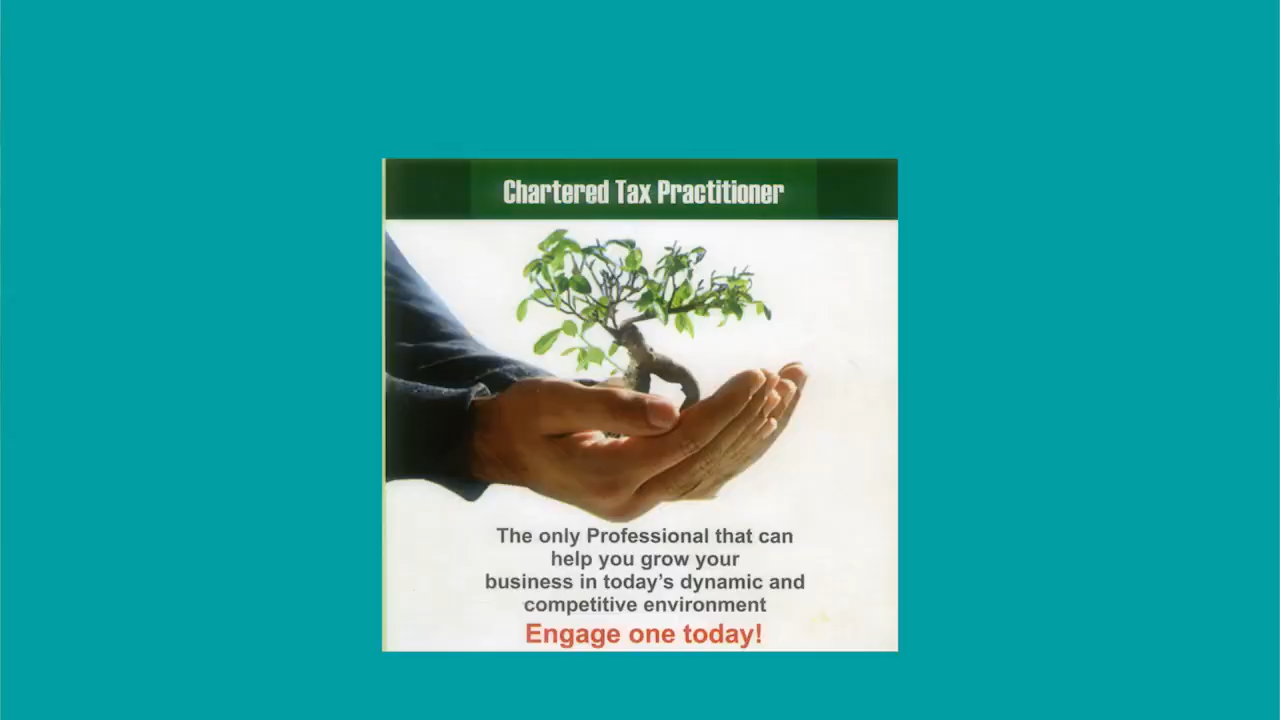 Chartered Tax Practitioner
The only Professional that can
help you grow your
business in today’s dynamic and
competitive environment
Engage one today!